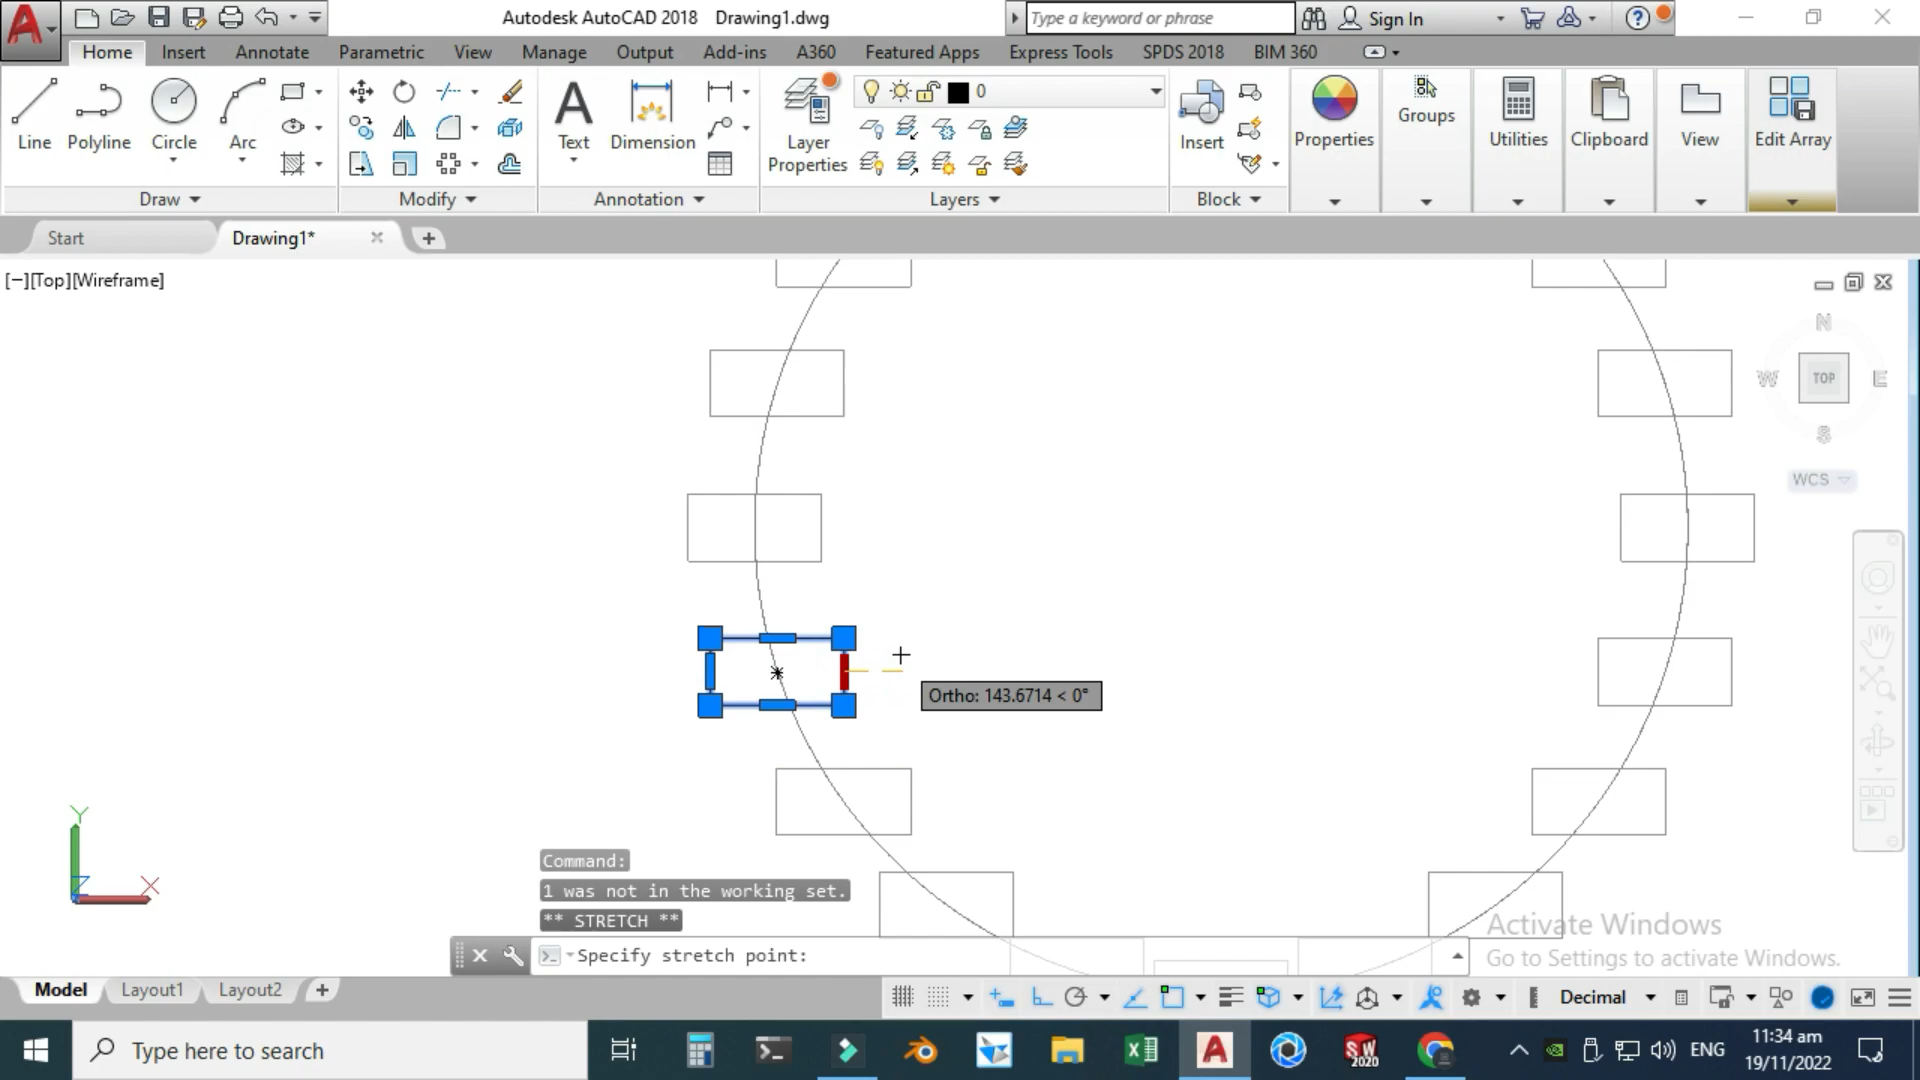 Autodesk AutoCAD 2018 Drawing1.dwg
Type a keyword or phrase
Sign In
Home Insert Annotate Parametric View Manage Output Add-ins A360 Featured Apps Express Tools SPDS 2018 BIM 360
0
Line Polyline Circle Arc Text Dimension Layer Properties Insert Properties Groups Utilities Clipboard View Edit Array
Draw Modify Annotation Layers Block
Start Drawing1*
[−][Top][Wireframe]
N
W TOP E
S
WCS
Ortho: 143.6714 < 0°
Y
Z X
Command:
1 was not in the working set.
** STRETCH **
Specify stretch point:
Activate Windows
Go to Settings to activate Windows.
Model Layout1 Layout2
Decimal
Type here to search
SW 2020
ENG
11:34 am
19/11/2022